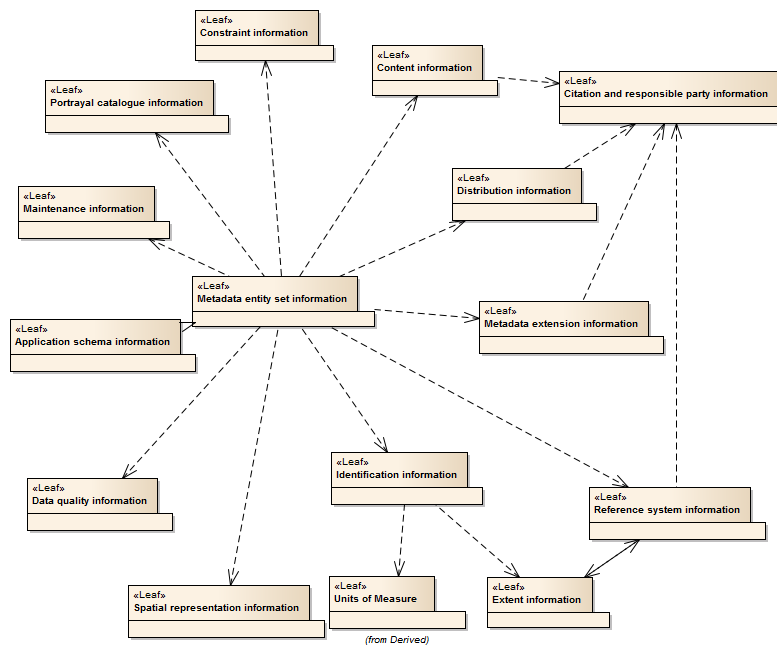 «Leaf»
Constraint information
«Leaf»
Content information
«Leaf»
Citation and responsible party information
«Leaf»
Portrayal catalogue information
«Leaf»
Distribution information
«Leaf»
Maintenance information
«Leaf»
Metadata entity set information
«Leaf»
Metadata extension information
«Leaf»
Application schema information
«Leaf»
Identification information
«Leaf»
Data quality information
«Leaf»
Reference system information
«Leaf»
Spatial representation information
«Leaf»
Units of Measure
(from Derived)
«Leaf»
Extent information